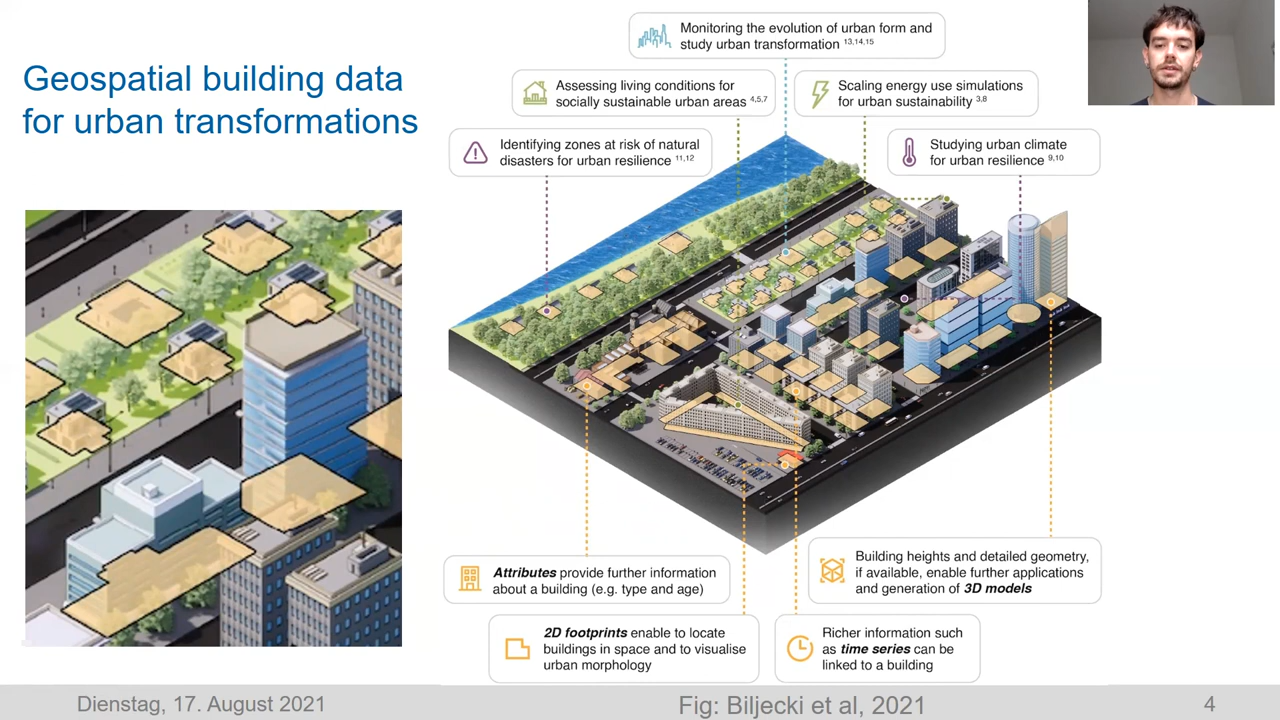 Geospatial building data
for urban transformations
Monitoring the evolution of urban form and
study urban transformation 13,14,15
Assessing living conditions for
socially sustainable urban areas 4,5,7
Scaling energy use simulations
for urban sustainability 3,8
Identifying zones at risk of natural
disasters for urban resilience 11,12
Studying urban climate
for urban resilience 9,10
Attributes provide further information
about a building (e.g. type and age)
Building heights and detailed geometry,
if available, enable further applications
and generation of 3D models
2D footprints enable to locate
buildings in space and to visualise
urban morphology
Richer information such
as time series can be
linked to a building
Dienstag, 17. August 2021
Fig: Biljecki et al, 2021
4